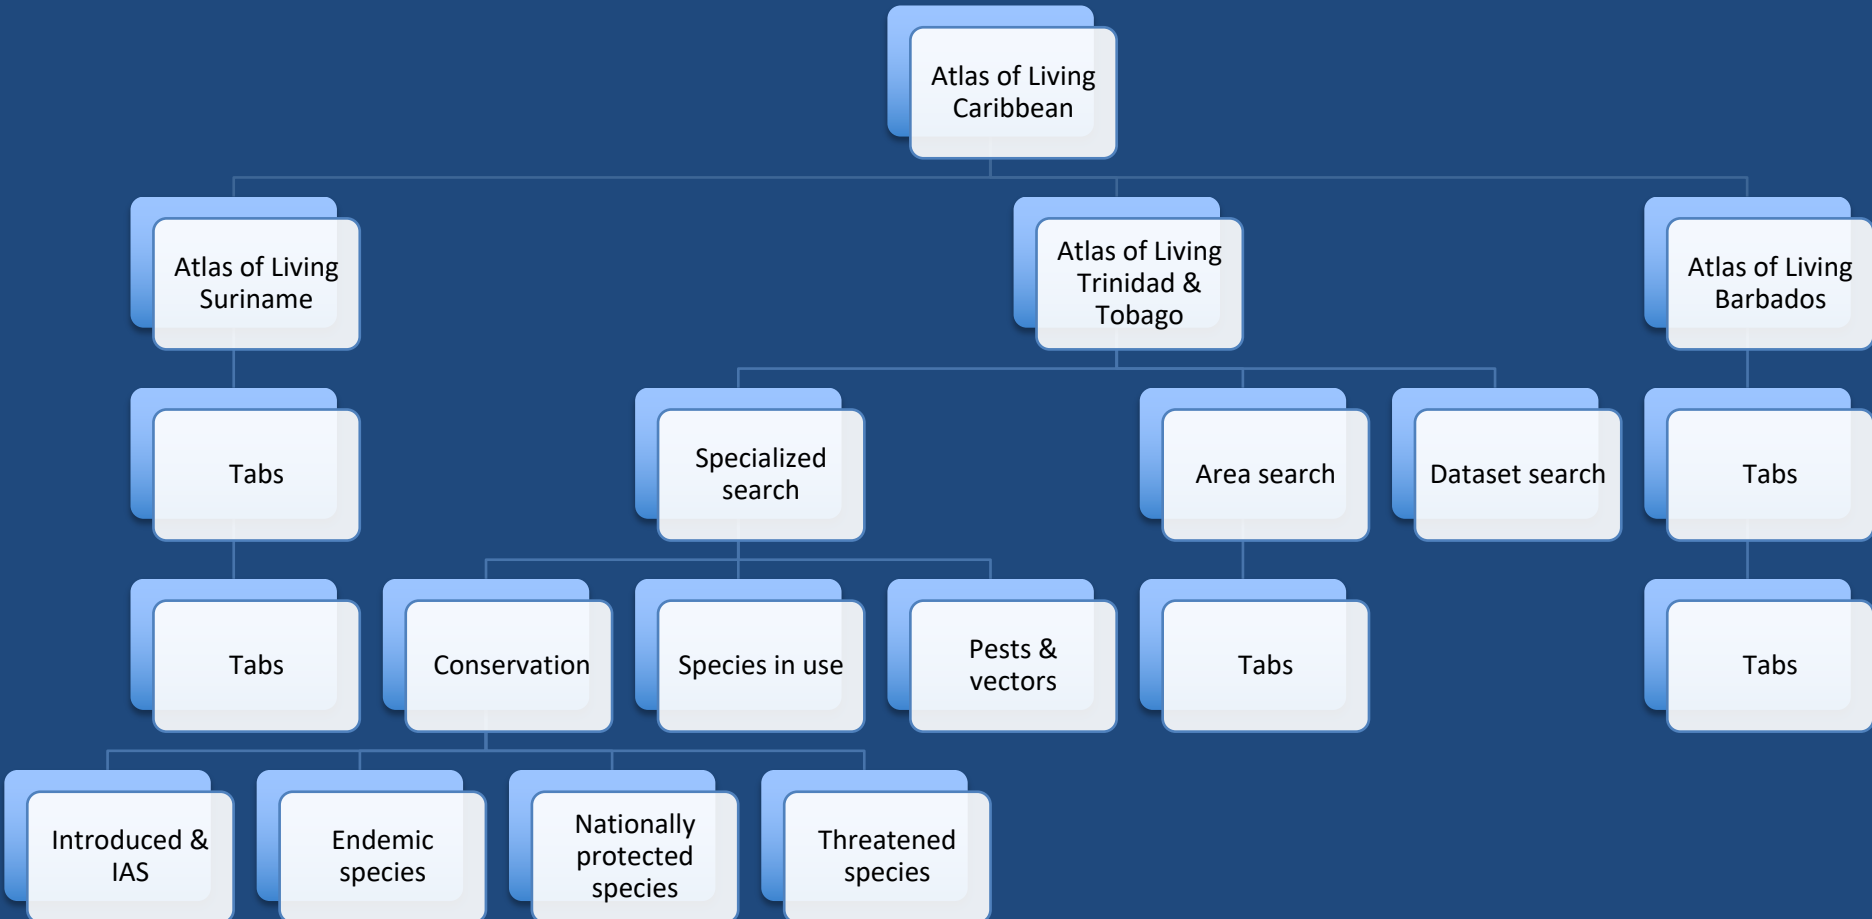 Atlas of Living
Caribbean
Atlas of Living
Suriname
Atlas of Living
Trinidad &
Tobago
Atlas of Living
Barbados
Tabs
Specialized
search
Area search
Dataset search
Tabs
Tabs
Conservation
Species in use
Pests &
vectors
Tabs
Tabs
Introduced &
IAS
Endemic
species
Nationally
protected
species
Threatened
species